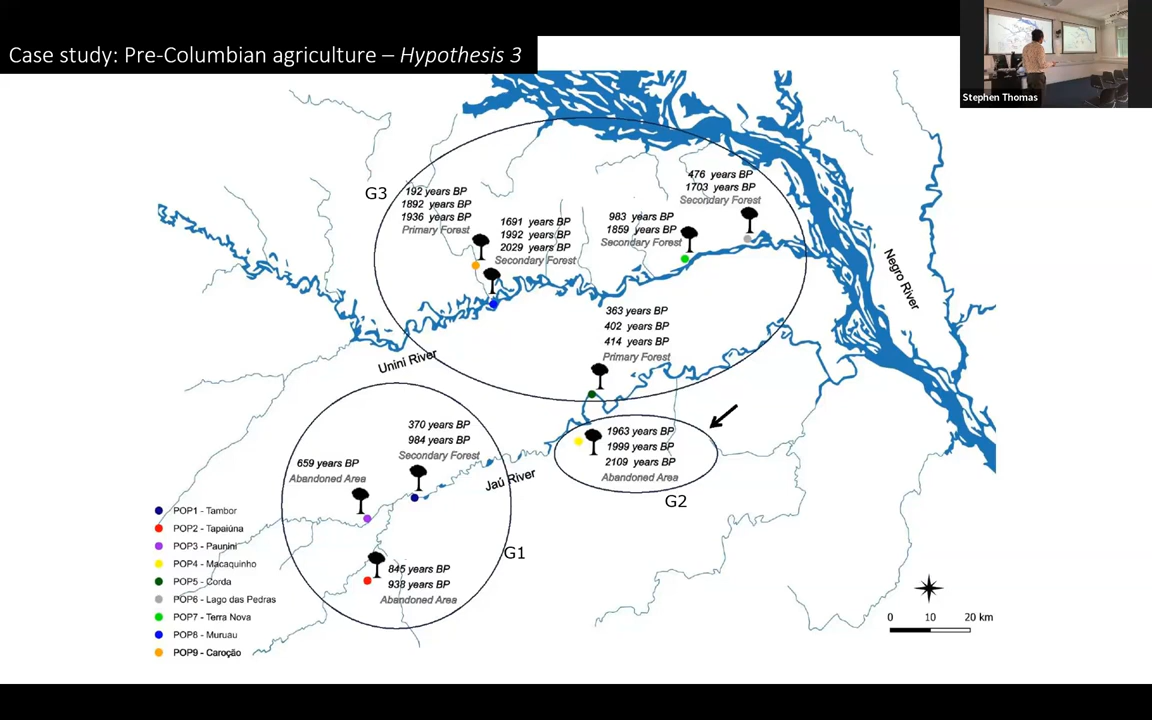 Case study: Pre-Columbian agriculture – Hypothesis 3
Stephen Thomas
G3
192 years BP
1892 years BP
1936 years BP
Primary Forest
1691 years BP
1992 years BP
2029 years BP
Secondary Forest
983 years BP
1859 years BP
Secondary Forest
476 years BP
1703 years BP
Secondary Forest
Negro River
363 years BP
402 years BP
414 years BP
Primary Forest
Unini River
370 years BP
984 years BP
Secondary Forest
659 years BP
Abandoned Area
1963 years BP
1999 years BP
2109 years BP
Abandoned Area
G2
Jaú River
G1
845 years BP
938 years BP
Abandoned Area
POP1 - Tambor
POP2 - Tapaiúna
POP3 - Paunini
POP4 - Macaquinho
POP5 - Corda
POP6 - Lago das Pedras
POP7 - Terra Nova
POP8 - Muruau
POP9 - Caroção
0 10 20 km